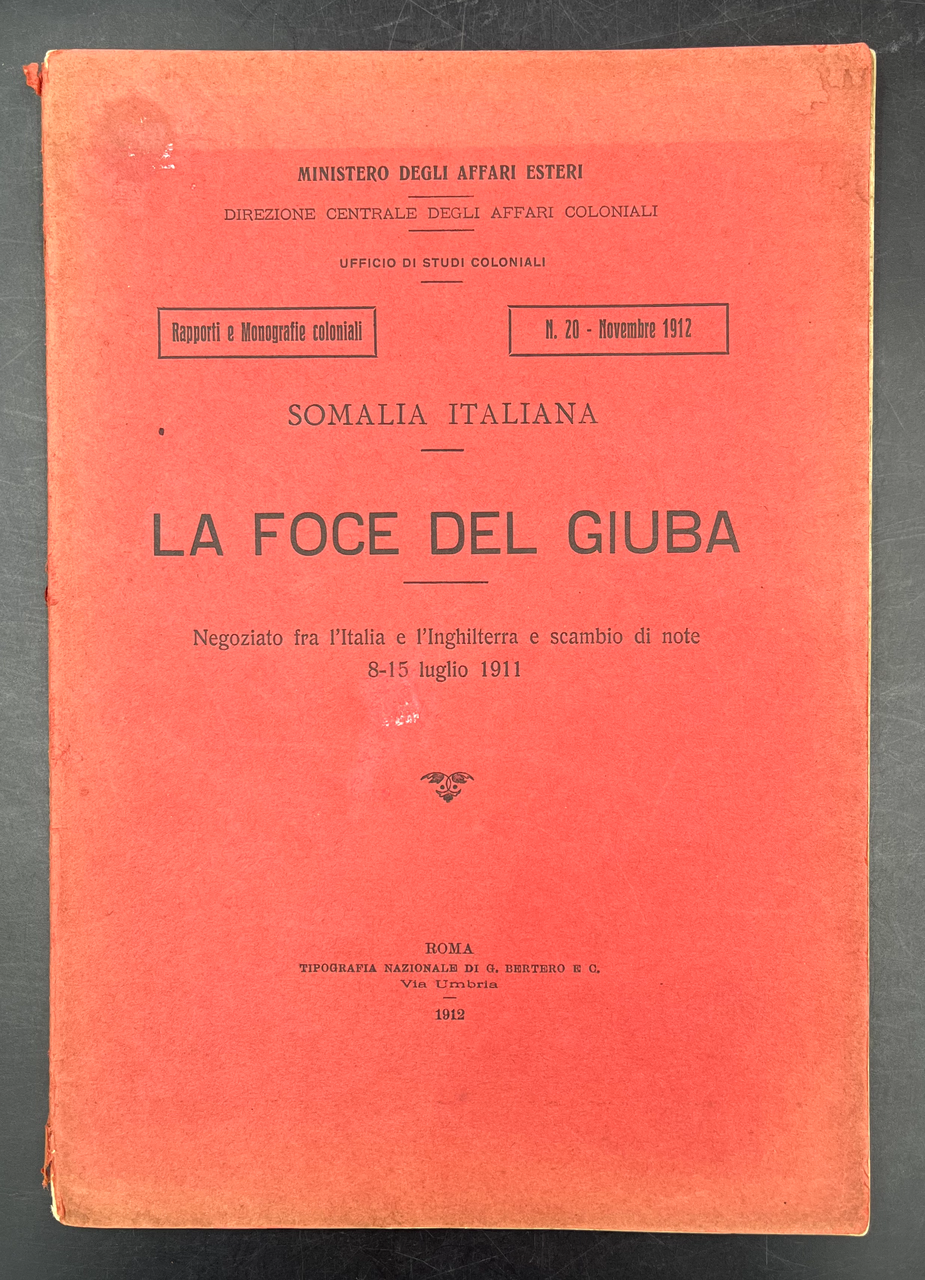 MINISTERO DEGLI AFFARI ESTERI
DIREZIONE CENTRALE DEGLI AFFARI COLONIALI
UFFICIO DI STUDI COLONIALI
Rapporti e Monografie coloniali
N. 20 - Novembre 1912
SOMALIA ITALIANA
LA FOCE DEL GIUBA
Negoziato fra l'Italia e l'Inghilterra e scambio di note
8-15 luglio 1911
ROMA
TIPOGRAFIA NAZIONALE DI G. BERTERO E C.
Via Umbria
1912